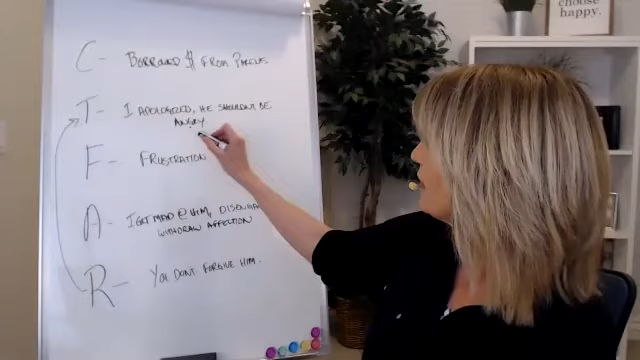 choose
happy.
C - BORROWED $ FROM PARENTS
T - I APOLOGIZED, HE SHOULDN'T BE
ANGRY
F - FRUSTRATION
A - I GET MAD @ HIM, DISENGAGE
WITHDRAW AFFECTION
R - YOU DON'T FORGIVE HIM.